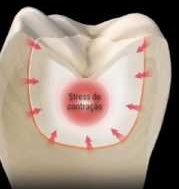 Stress de
contração